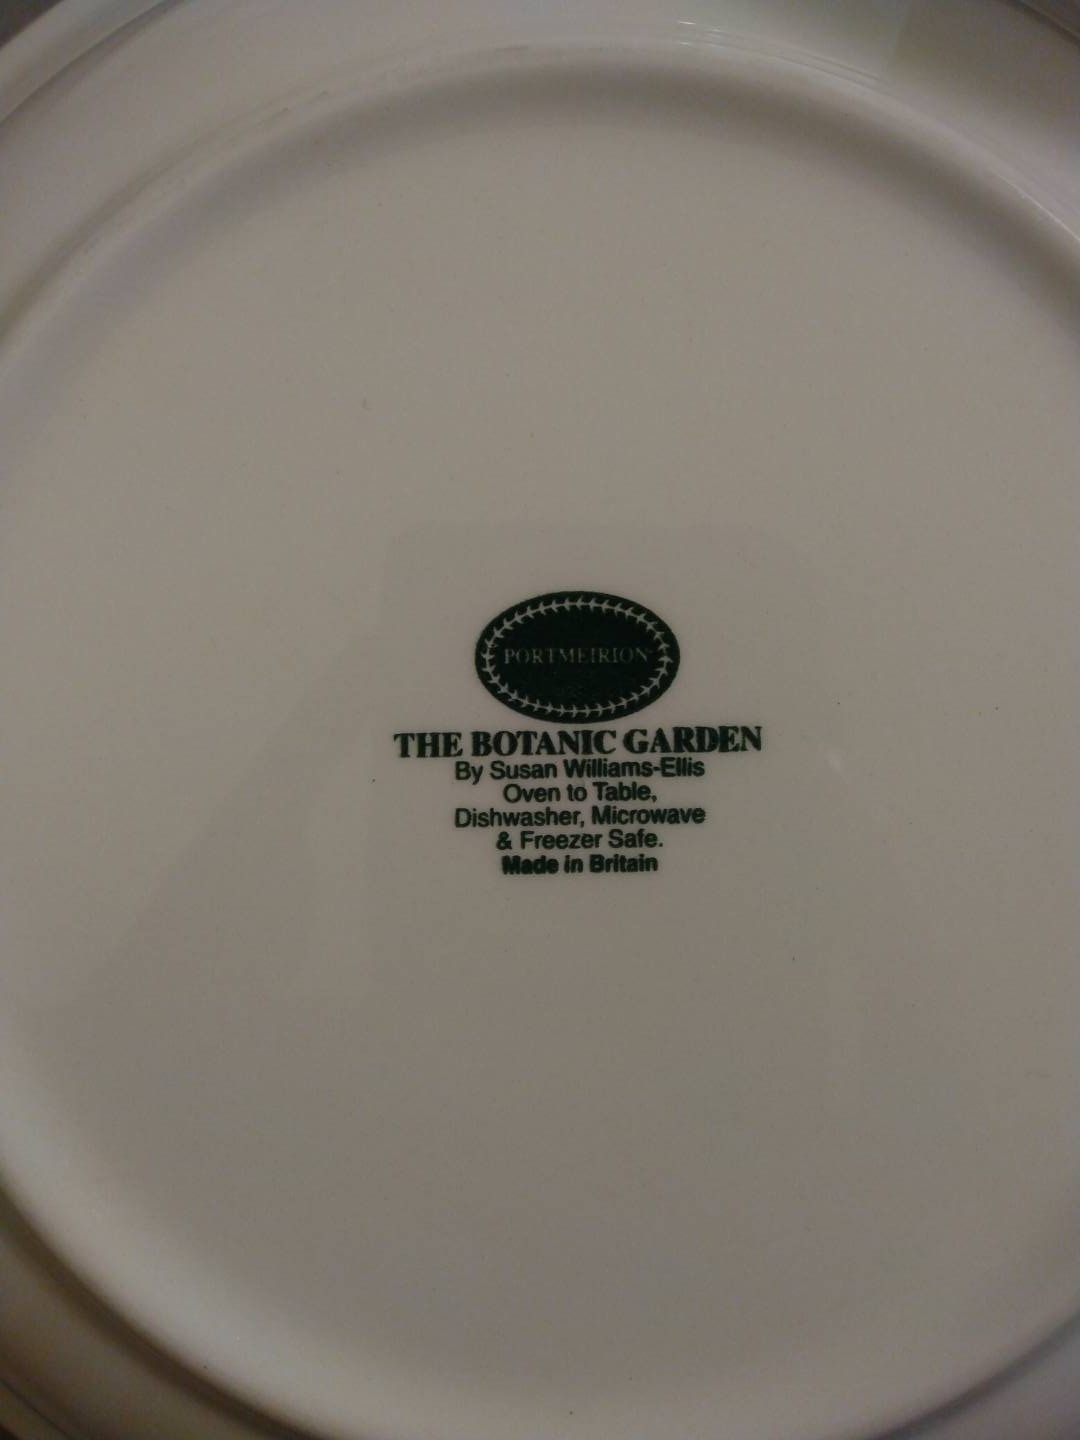 PORTMEIRION
THE BOTANIC GARDEN
By Susan Williams-Ellis
Oven to Table,
Dishwasher, Microwave
& Freezer Safe.
Made in Britain